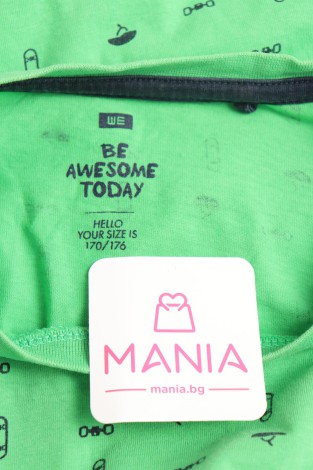 WE
BE
AWESOME
TODAY
HELLO
YOUR SIZE IS
170/176
MANIA
mania.bg